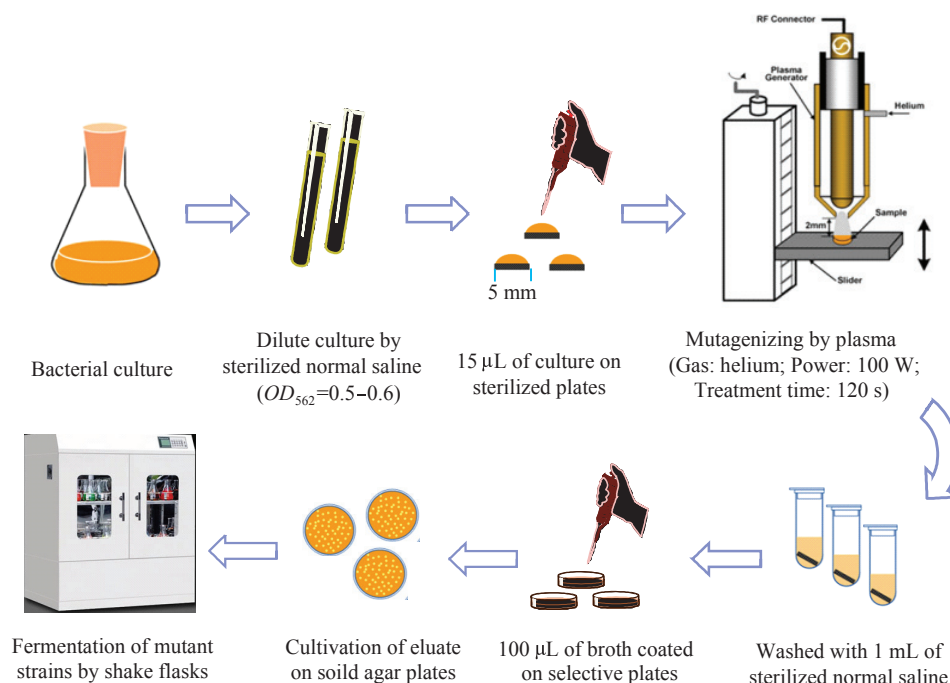 RF Connector
Plasma
Generator
Helium
Sample
2mm
Slider
5 mm
Bacterial culture
Dilute culture by
sterilized normal saline
(OD₅₆₂=0.5–0.6)
15 μL of culture on
sterilized plates
Mutagenizing by plasma
(Gas: helium; Power: 100 W;
Treatment time: 120 s)
Fermentation of mutant
strains by shake flasks
Cultivation of eluate
on soild agar plates
100 μL of broth coated
on selective plates
Washed with 1 mL of
sterilized normal saline